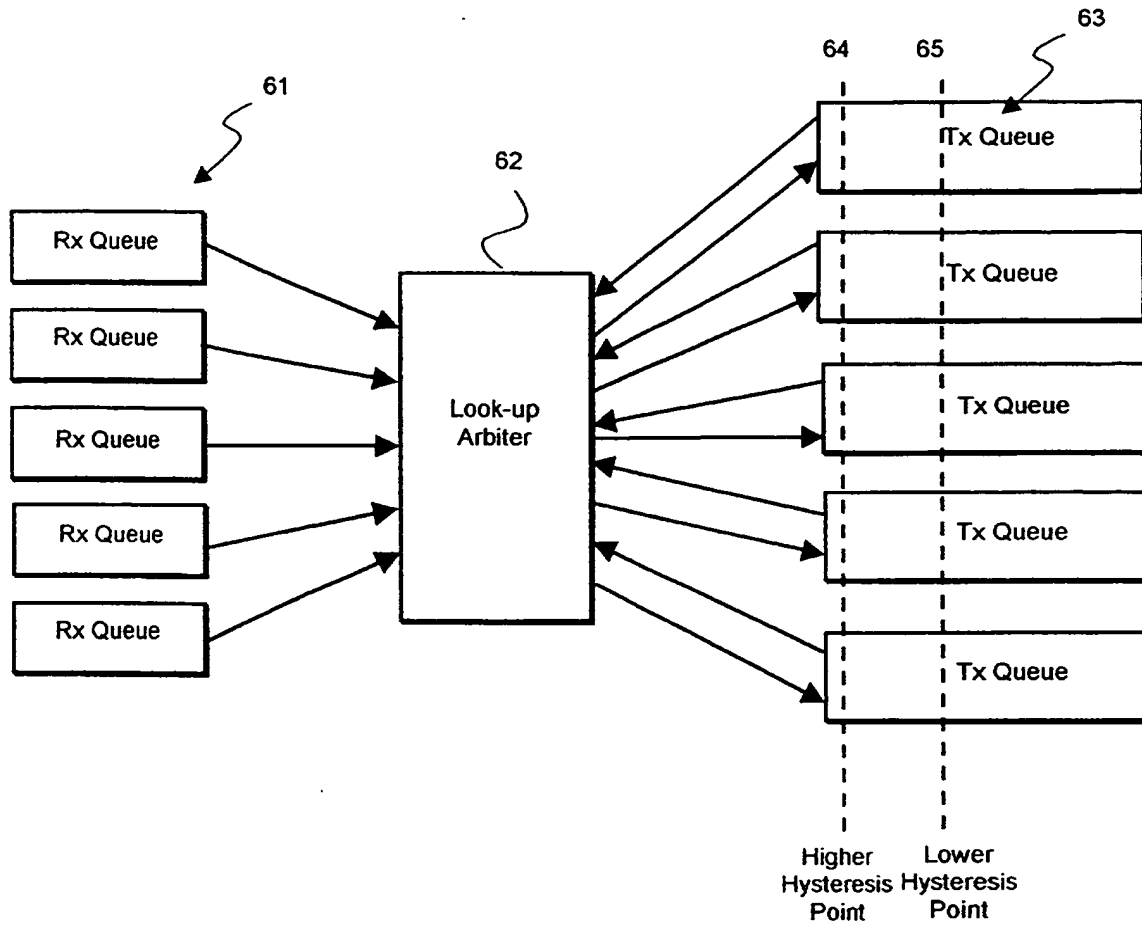 63
64
65
61
Tx Queue
62
Rx Queue
Tx Queue
Rx Queue
Tx Queue
Rx Queue
Look-up
Arbiter
Rx Queue
Tx Queue
Rx Queue
Tx Queue
Higher
Hysteresis
Point
Lower
Hysteresis
Point